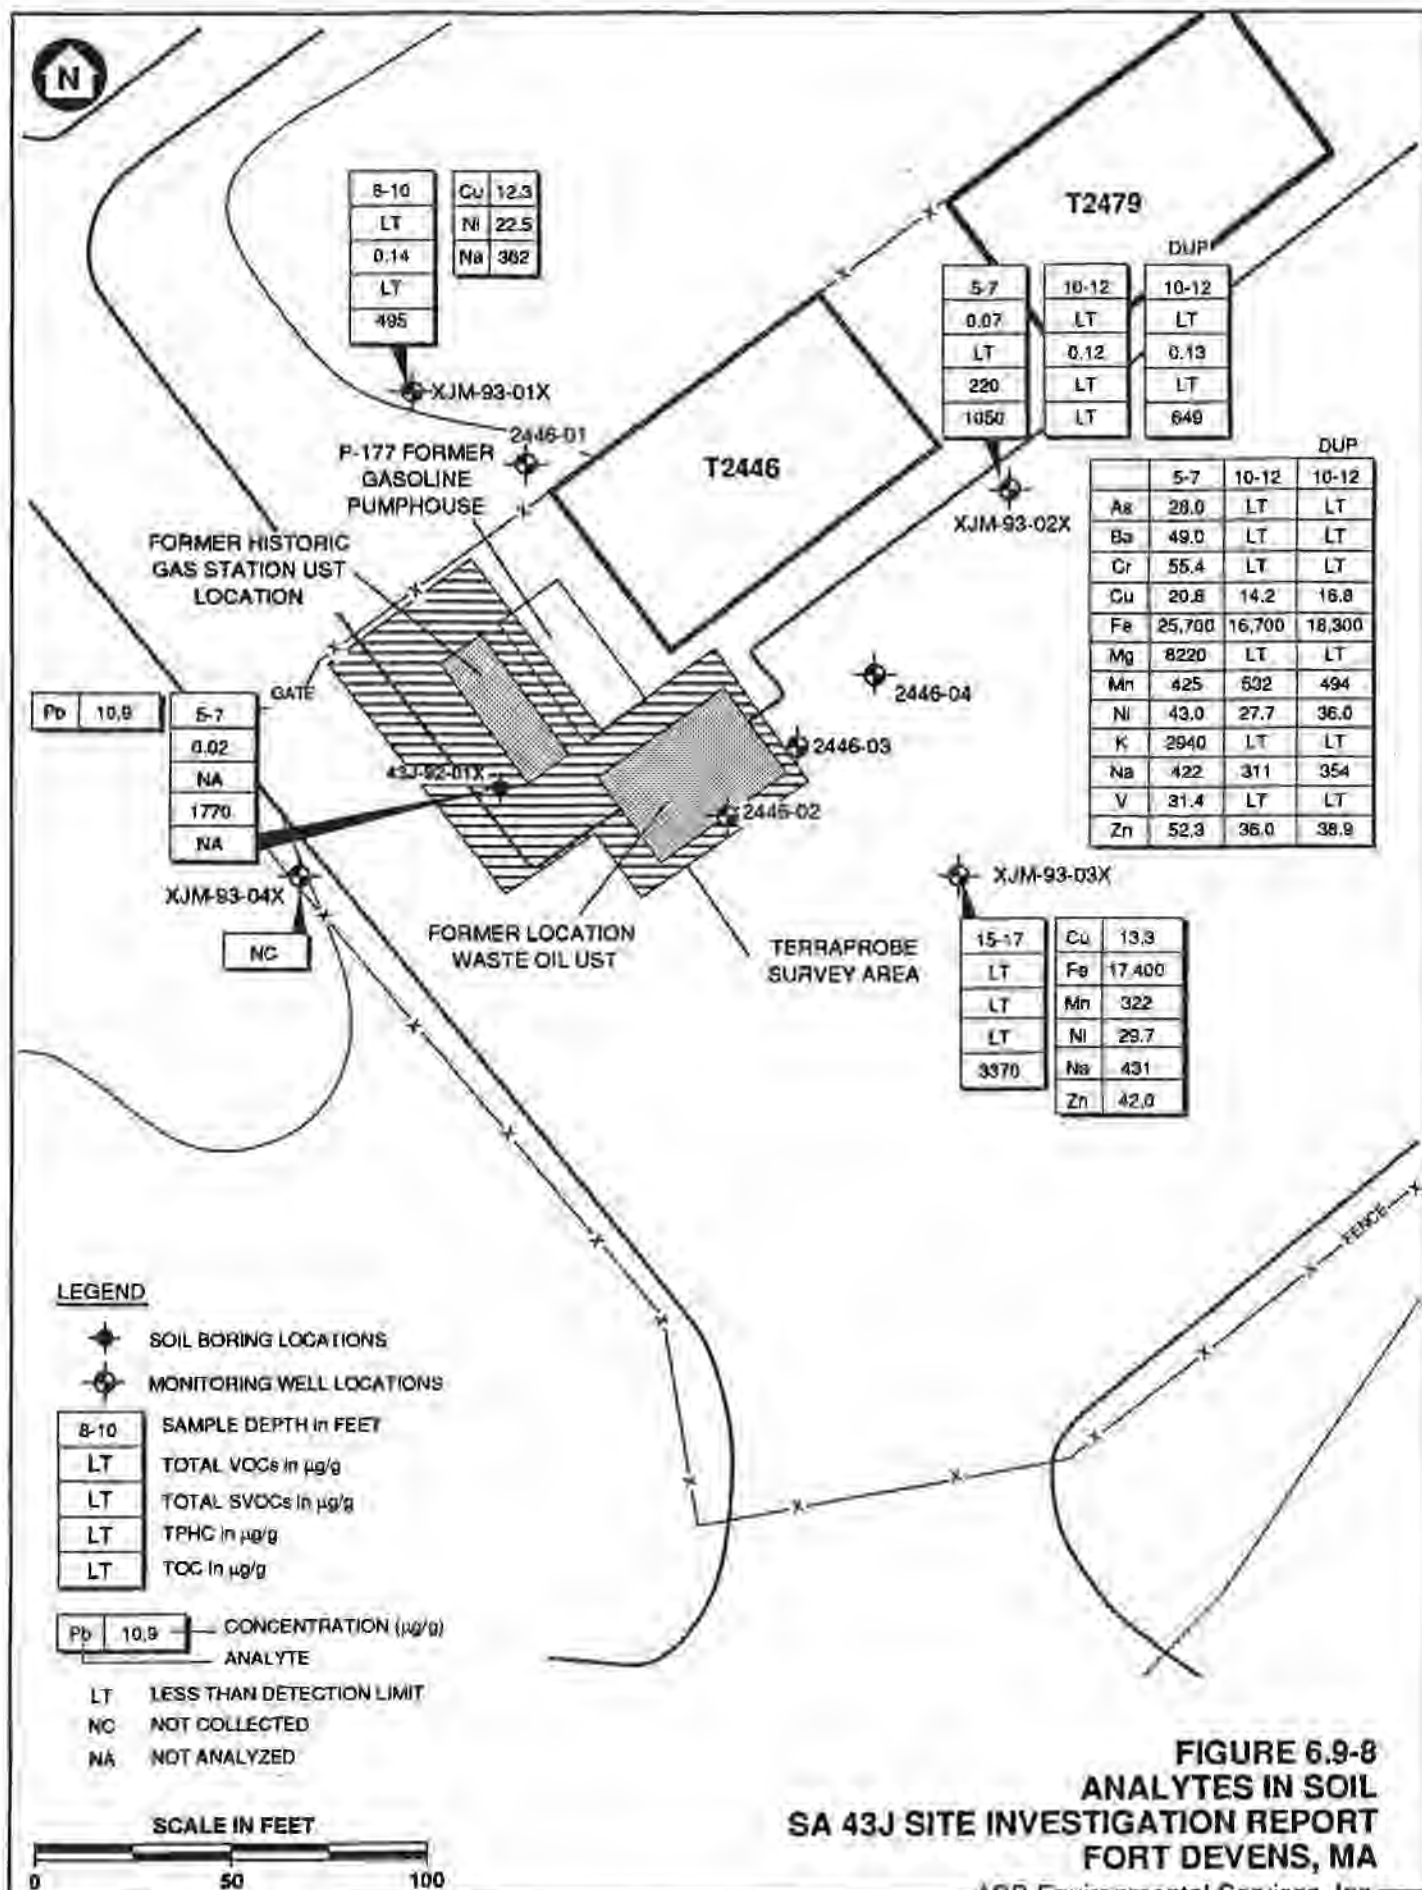 N
T2479
8-10
LT
0.14
LT
495
Cu 12.3
Ni 22.5
Na 362
XJM-93-01X
DUP
5-7 10-12 10-12
0.07 LT LT
LT 0.12 0.13
220 LT LT
1050 LT 649
XJM-93-02X
2446-01
P-177 FORMER
GASOLINE
PUMPHOUSE
T2446
FORMER HISTORIC
GAS STATION UST
LOCATION
DUP
5-7 10-12 10-12
As 28.0 LT LT
Ba 49.0 LT LT
Cr 55.4 LT LT
Cu 20.8 14.2 16.8
Fe 25,700 16,700 18,300
Mg 8220 LT LT
Mn 425 532 494
Ni 43.0 27.7 36.0
K 2940 LT LT
Na 422 311 354
V 31.4 LT LT
Zn 52.3 36.0 38.9
GATE
Pb 10.9
5-7
0.02
NA
1770
NA
43J-92-01X
2446-04
2446-03
2446-02
XJM-93-04X
NC
FORMER LOCATION
WASTE OIL UST
TERRAPROBE
SURVEY AREA
XJM-93-03X
15-17
LT
LT
LT
3370
Cu 13.3
Fe 17,400
Mn 322
Ni 29.7
Na 431
Zn 42.0
FENCE
LEGEND
SOIL BORING LOCATIONS
MONITORING WELL LOCATIONS
8-10 SAMPLE DEPTH in FEET
LT TOTAL VOCs in µg/g
LT TOTAL SVOCs in µg/g
LT TPHC in µg/g
LT TOC in µg/g
Pb 10.9 CONCENTRATION (µg/g)
ANALYTE
LT LESS THAN DETECTION LIMIT
NC NOT COLLECTED
NA NOT ANALYZED
SCALE IN FEET
0 50 100
FIGURE 6.9-8
ANALYTES IN SOIL
SA 43J SITE INVESTIGATION REPORT
FORT DEVENS, MA
Environmental Services, Inc.